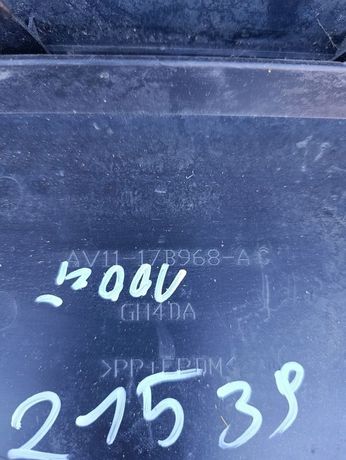 AV11-17B968-AC
GH4DA
>PP+EPDM<
21539